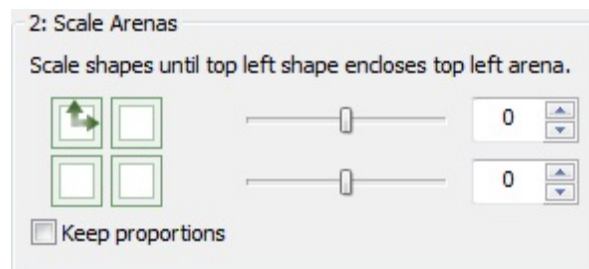 2: Scale Arenas
Scale shapes until top left shape encloses top left arena.
0
0
Keep proportions